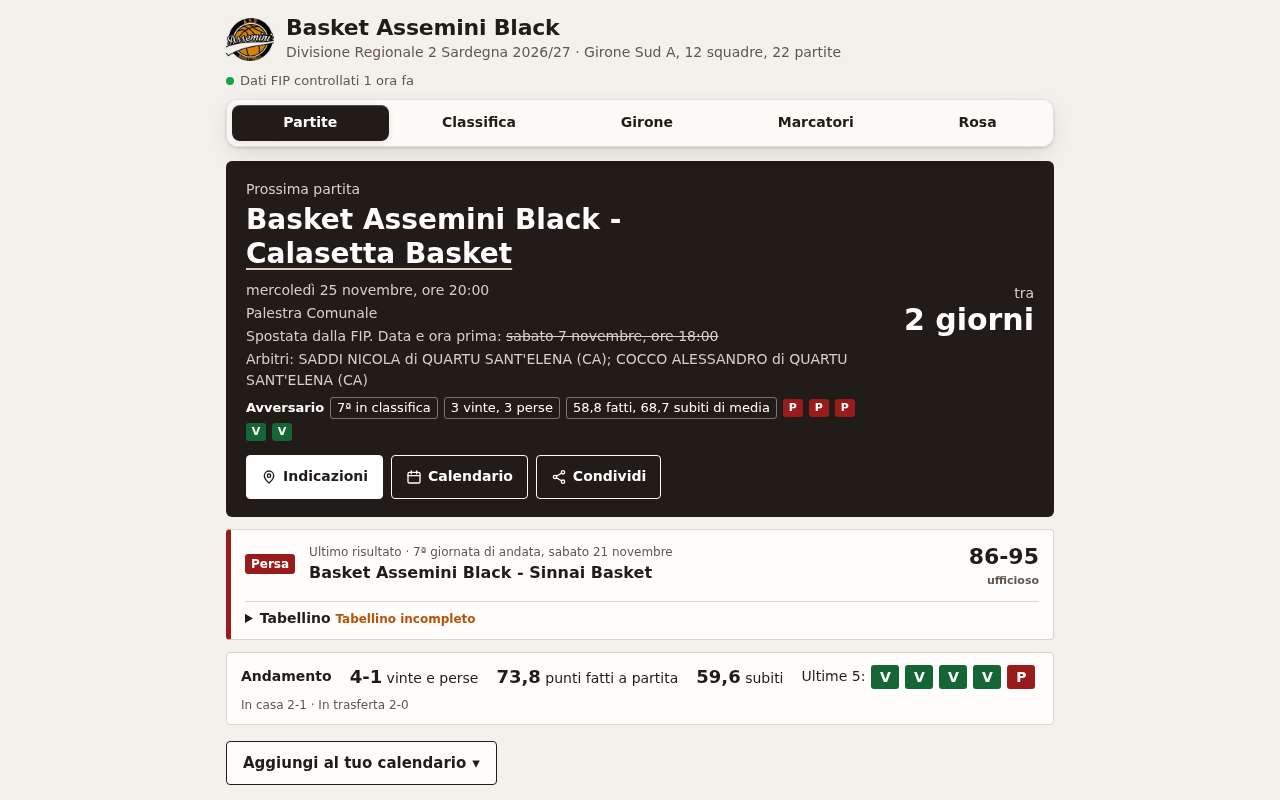 Assemini
Basket Assemini Black
Divisione Regionale 2 Sardegna 2026/27 · Girone Sud A, 12 squadre, 22 partite
Dati FIP controllati 1 ora fa
Partite Classifica Girone Marcatori Rosa
Prossima partita
Basket Assemini Black -
Calasetta Basket
mercoledì 25 novembre, ore 20:00
Palestra Comunale
Spostata dalla FIP. Data e ora prima: sabato 7 novembre, ore 18:00
Arbitri: SADDI NICOLA di QUARTU SANT'ELENA (CA); COCCO ALESSANDRO di QUARTU
SANT'ELENA (CA)
tra
2 giorni
Avversario 7ª in classifica 3 vinte, 3 perse 58,8 fatti, 68,7 subiti di media P P P
V V
Indicazioni Calendario Condividi
Persa
Ultimo risultato · 7ª giornata di andata, sabato 21 novembre
Basket Assemini Black - Sinnai Basket
86-95
ufficioso
▶ Tabellino Tabellino incompleto
Andamento 4-1 vinte e perse 73,8 punti fatti a partita 59,6 subiti Ultime 5: V V V V P
In casa 2-1 · In trasferta 2-0
Aggiungi al tuo calendario ▾